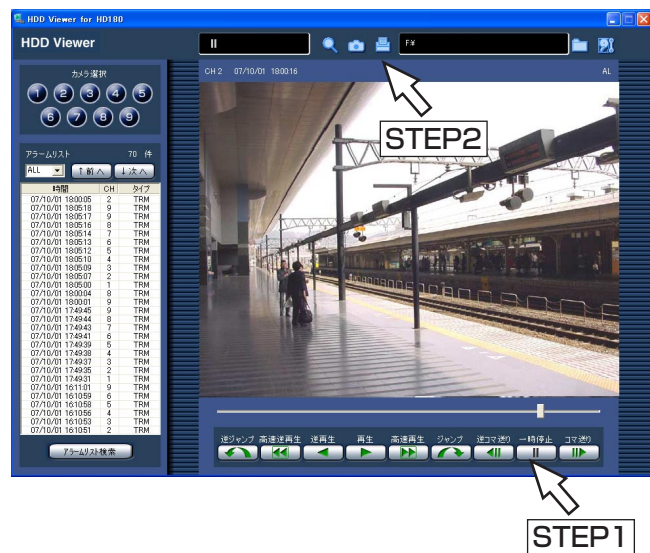 HDD Viewer for HD180
HDD Viewer
II
F¥
カメラ選択
1 2 3 4 5
6 7 8 9
CH 2 07/10/01 18:00:16 AL
STEP2
アラームリスト 70 件
ALL ↑前へ ↓次へ
時間 CH タイプ
07/10/01 18:00:05 2 TRM
07/10/01 18:05:18 9 TRM
07/10/01 18:05:17 9 TRM
07/10/01 18:05:16 8 TRM
07/10/01 18:05:14 7 TRM
07/10/01 18:05:13 6 TRM
07/10/01 18:05:12 5 TRM
07/10/01 18:05:10 4 TRM
07/10/01 18:05:09 3 TRM
07/10/01 18:05:07 2 TRM
07/10/01 18:05:00 1 TRM
07/10/01 18:00:04 8 TRM
07/10/01 18:00:01 9 TRM
07/10/01 17:49:45 9 TRM
07/10/01 17:49:44 8 TRM
07/10/01 17:49:43 7 TRM
07/10/01 17:49:41 6 TRM
07/10/01 17:49:39 5 TRM
07/10/01 17:49:38 4 TRM
07/10/01 17:49:37 3 TRM
07/10/01 17:49:35 2 TRM
07/10/01 17:49:31 1 TRM
07/10/01 16:11:01 9 TRM
07/10/01 16:10:59 6 TRM
07/10/01 16:10:58 5 TRM
07/10/01 16:10:56 4 TRM
07/10/01 16:10:53 3 TRM
07/10/01 16:10:51 2 TRM
アラームリスト検索
逆ジャンプ 高速逆再生 逆再生 再生 高速再生 ジャンプ 逆コマ送り 一時停止 コマ送り
STEP1